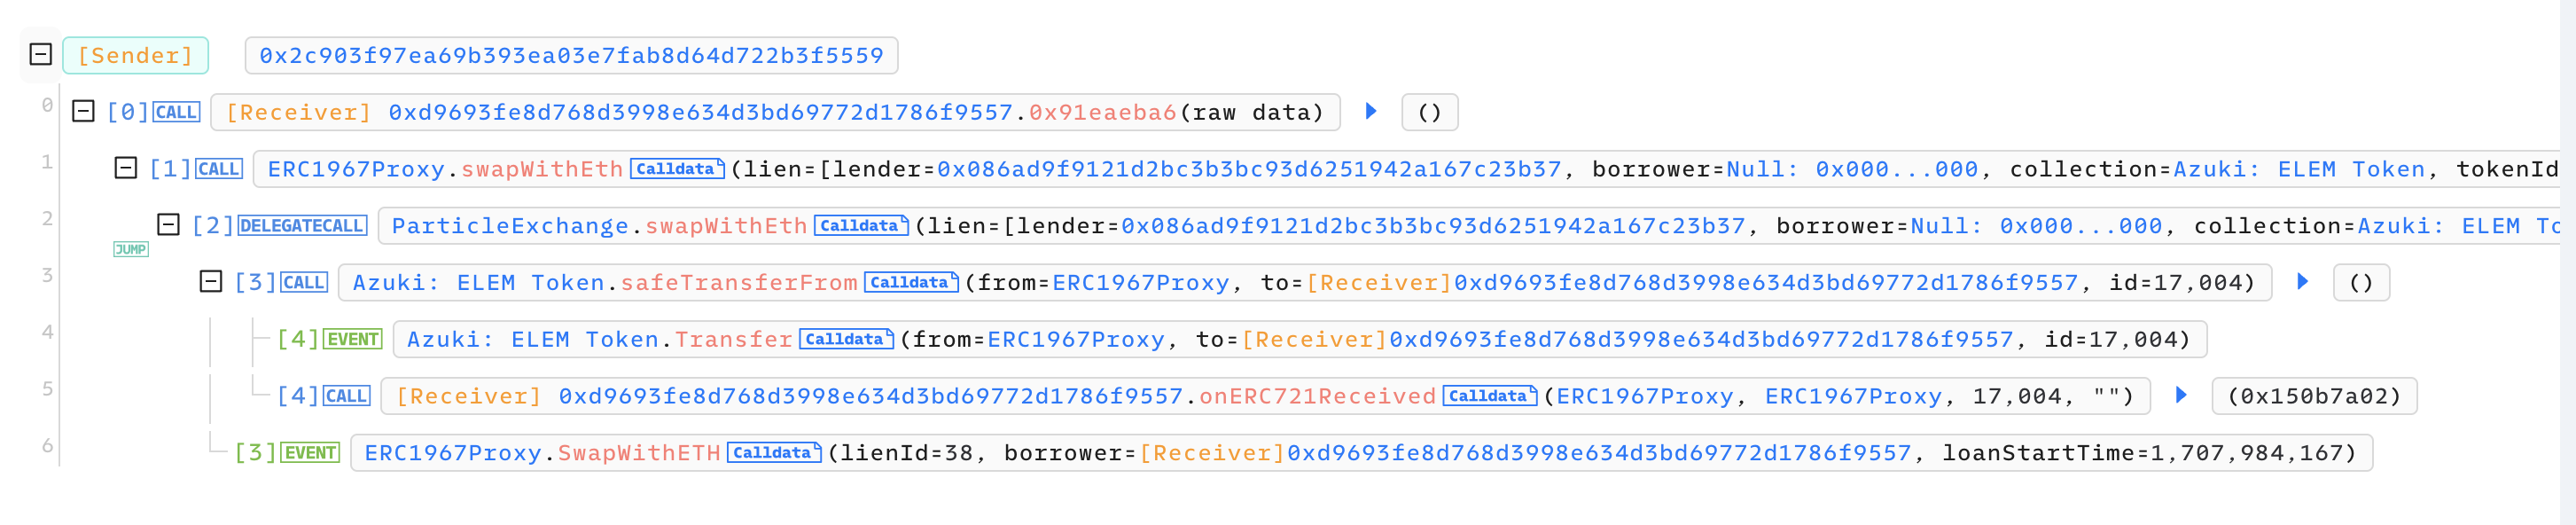 [Sender] 0x2c903f97ea69b393ea03e7fab8d64d722b3f5559
0 [0] CALL [Receiver] 0xd9693fe8d768d3998e634d3bd69772d1786f9557.0x91eaeba6(raw data) ()
1 [1] CALL ERC1967Proxy.swapWithEth Calldata (lien=[lender=0x086ad9f9121d2bc3b3bc93d6251942a167c23b37, borrower=Null: 0x000...000, collection=Azuki: ELEM Token, tokenId
2 [2] DELEGATECALL ParticleExchange.swapWithEth Calldata (lien=[lender=0x086ad9f9121d2bc3b3bc93d6251942a167c23b37, borrower=Null: 0x000...000, collection=Azuki: ELEM To
JUMP
3 [3] CALL Azuki: ELEM Token.safeTransferFrom Calldata (from=ERC1967Proxy, to=[Receiver]0xd9693fe8d768d3998e634d3bd69772d1786f9557, id=17,004) ()
4 [4] EVENT Azuki: ELEM Token.Transfer Calldata (from=ERC1967Proxy, to=[Receiver]0xd9693fe8d768d3998e634d3bd69772d1786f9557, id=17,004)
5 [4] CALL [Receiver] 0xd9693fe8d768d3998e634d3bd69772d1786f9557.onERC721Received Calldata (ERC1967Proxy, ERC1967Proxy, 17,004, "") (0x150b7a02)
6 [3] EVENT ERC1967Proxy.SwapWithETH Calldata (lienId=38, borrower=[Receiver]0xd9693fe8d768d3998e634d3bd69772d1786f9557, loanStartTime=1,707,984,167)